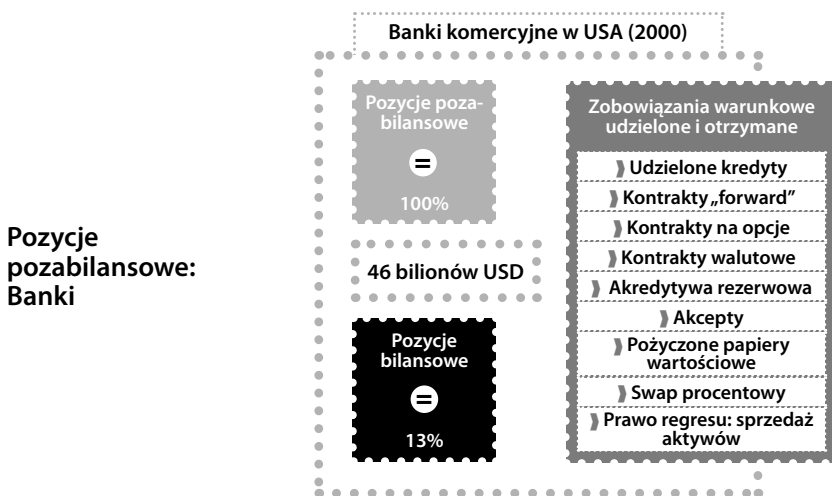 Banki komercyjne w USA (2000)
Pozycje
pozabilansowe:
Banki
Pozycje poza-
bilansowe
=
100%
46 bilionów USD
Pozycje
bilansowe
=
13%
Zobowiązania warunkowe
udzielone i otrzymane
Udzielone kredyty
Kontrakty „forward”
Kontrakty na opcje
Kontrakty walutowe
Akredytywa rezerwowa
Akcepty
Pożyczone papiery
wartościowe
Swap procentowy
Prawo regresu: sprzedaż
aktywów